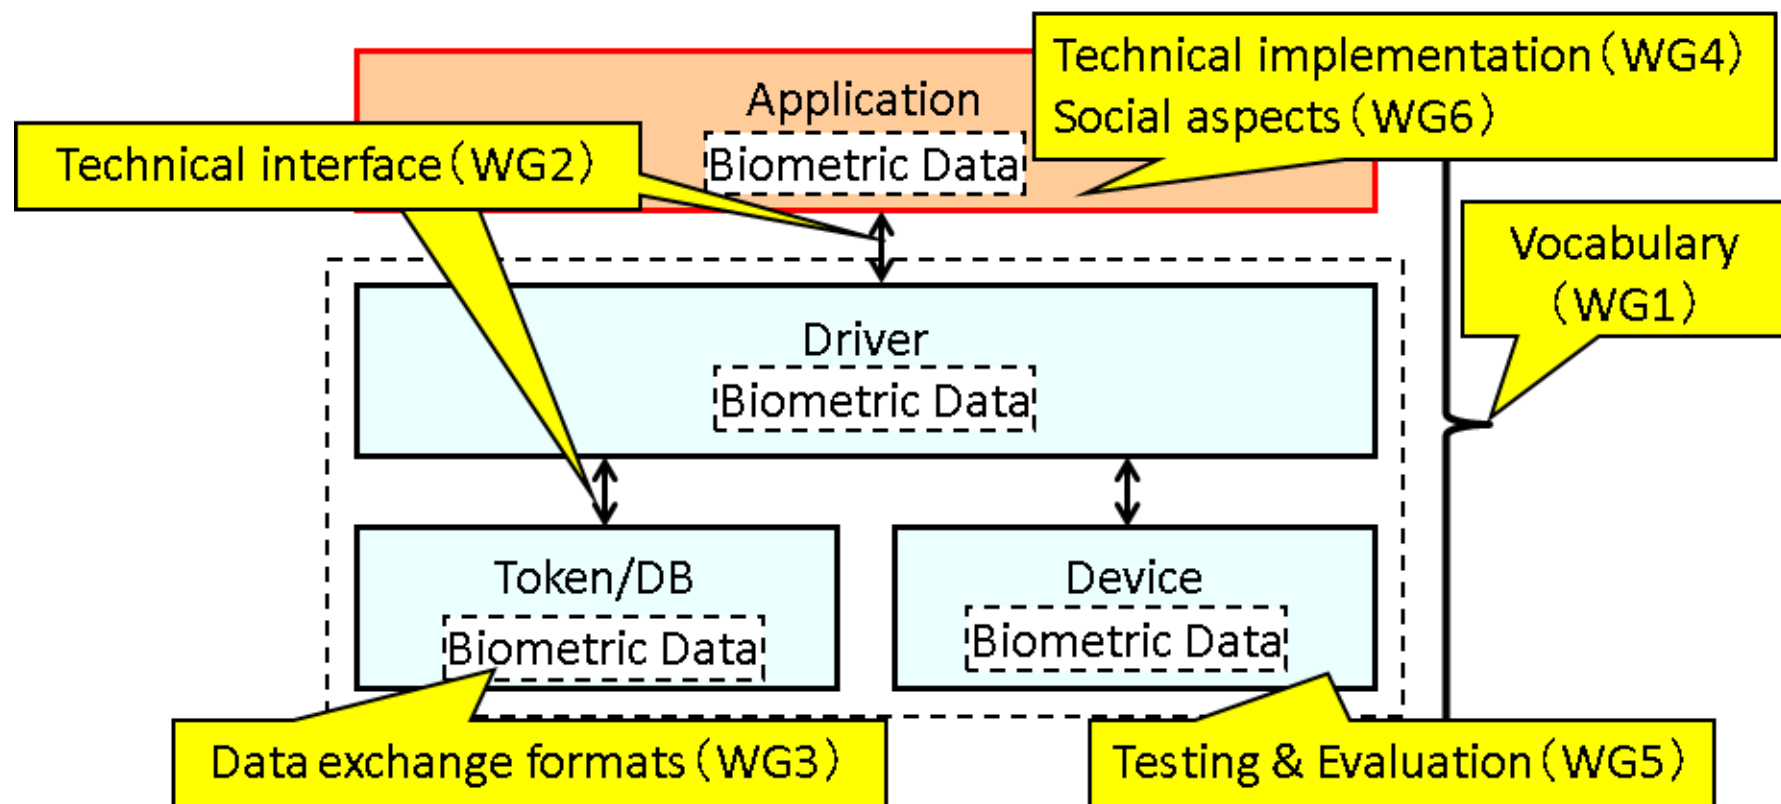 Technical implementation（WG4）
Social aspects（WG6）
Application
Biometric Data
Technical interface（WG2）
Vocabulary
（WG1）
Driver
Biometric Data
Token/DB
Biometric Data
Device
Biometric Data
Data exchange formats（WG3）
Testing & Evaluation（WG5）